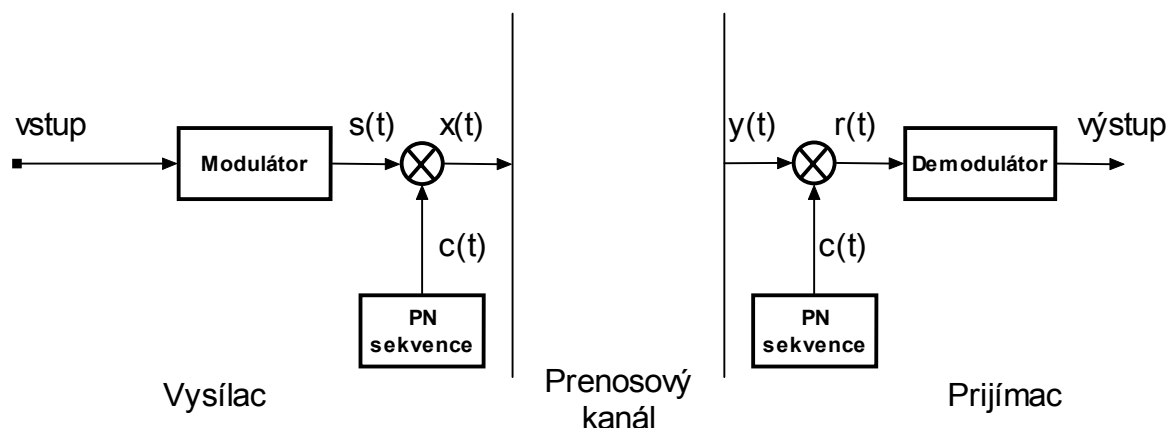 vstup
Modulátor
s(t)
x(t)
c(t)
PN
sekvence
Vysílac
Prenosový
kanál
y(t)
r(t)
Demodulátor
výstup
c(t)
PN
sekvence
Prijímac